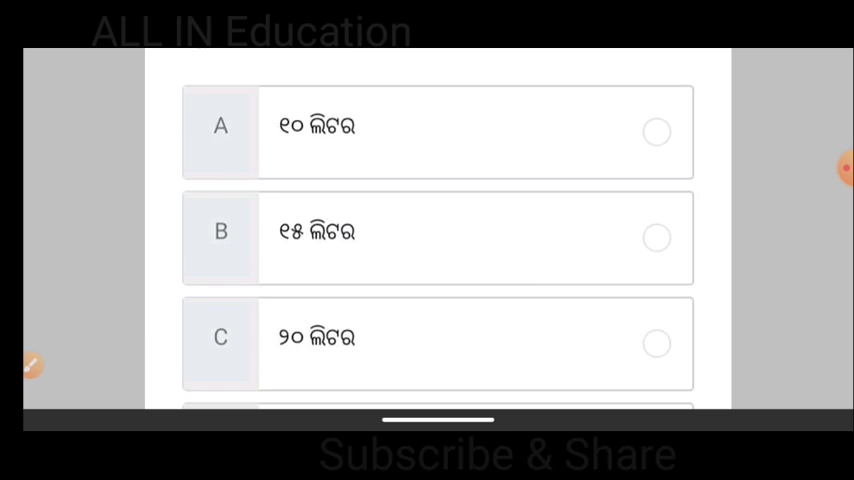 ALL IN Education
A ୧୦ ଲିଟର
B ୧୫ ଲିଟର
C ୨୦ ଲିଟର
Subscribe & Share